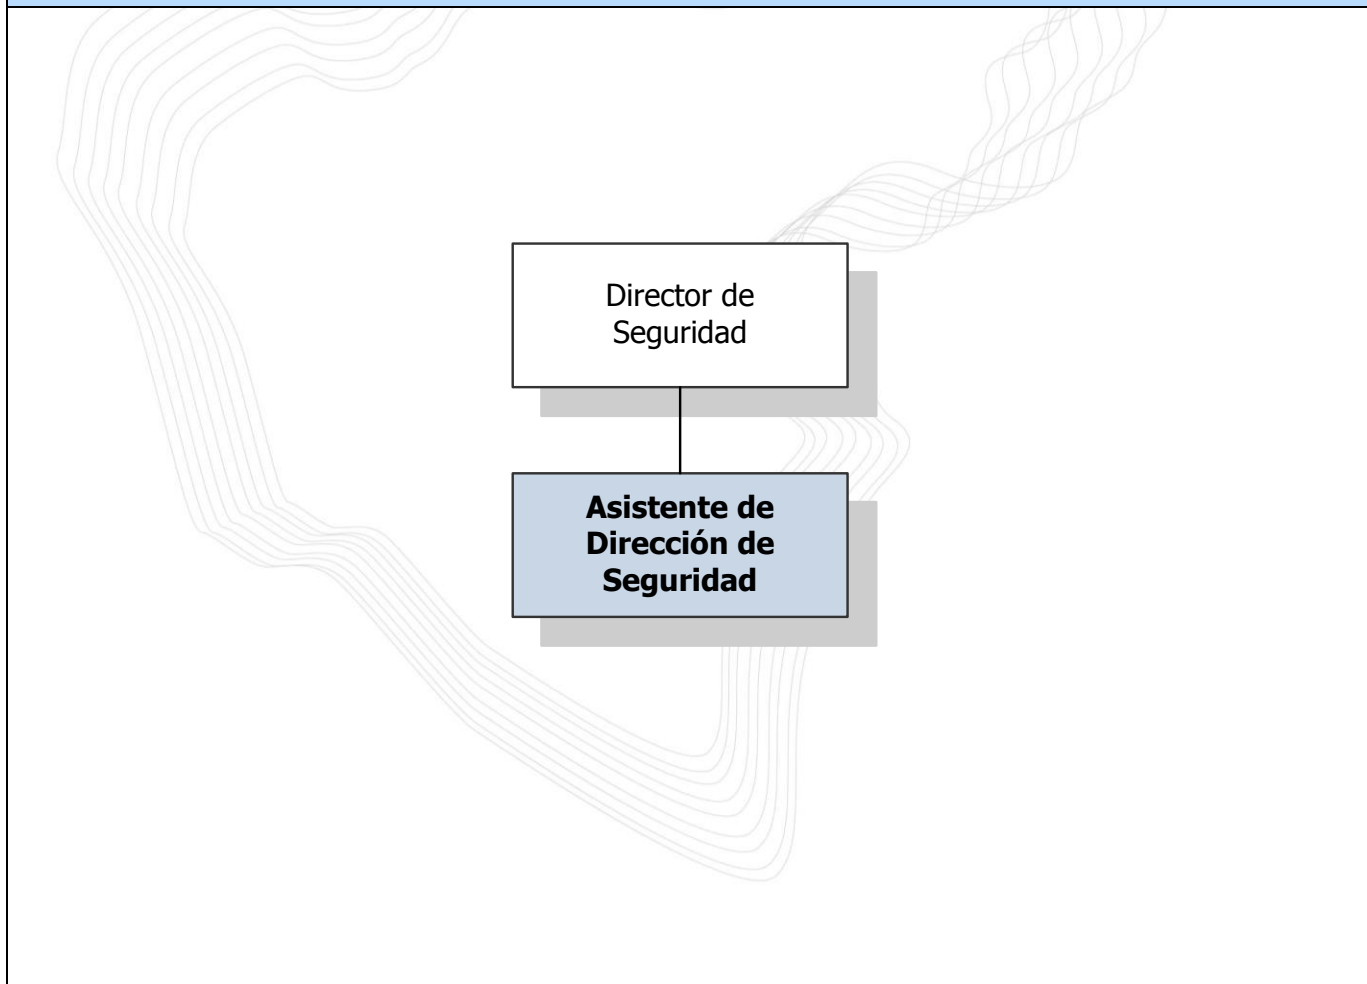 Director de
Seguridad
Asistente de
Dirección de
Seguridad